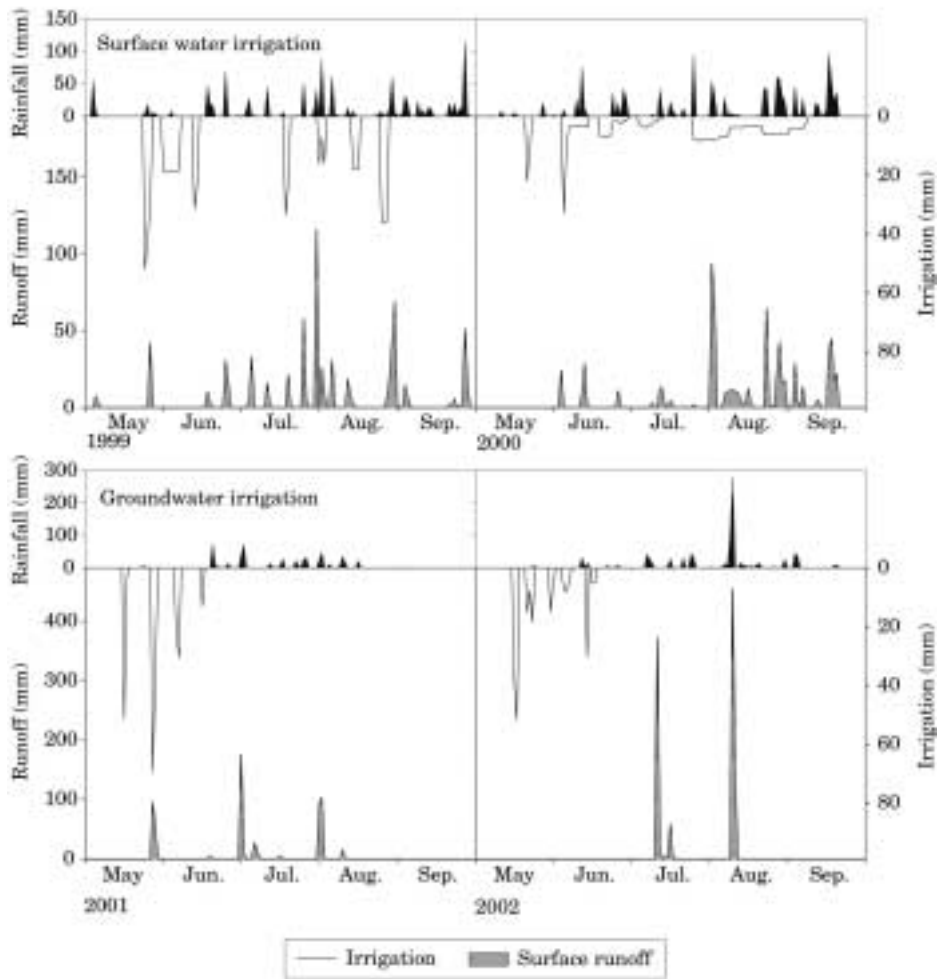 Surface water irrigation
Rainfall (mm)
150
100
50
0
Runoff (mm)
150
100
50
0
Irrigation (mm)
0
20
40
60
80
May Jun. Jul. Aug. Sep. May Jun. Jul. Aug. Sep.
1999 2000
Groundwater irrigation
Rainfall (mm)
300
200
100
0
Runoff (mm)
400
300
200
100
0
Irrigation (mm)
0
20
40
60
80
May Jun. Jul. Aug. Sep. May Jun. Jul. Aug. Sep.
2001 2002
Irrigation Surface runoff